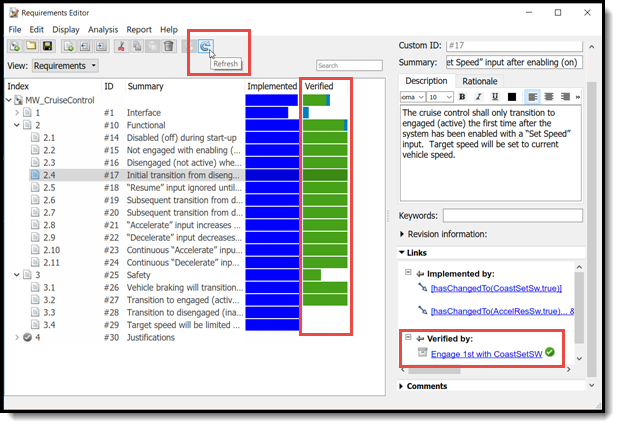 Requirements Editor
File Edit Display Analysis Report Help
Refresh
View: Requirements
Search
Index ID Summary Implemented Verified
MW_CruiseControl
1 #1 Interface
2 #10 Functional
2.1 #14 Disabled (off) during start-up
2.2 #15 Not engaged with enabling (...
2.3 #16 Disengaged (not active) whe...
2.4 #17 Initial transition from diseng...
2.5 #18 "Resume" input ignored until...
2.6 #19 Subsequent transition from d...
2.7 #20 Subsequent transition from d...
2.8 #21 "Accelerate" input increases ...
2.9 #22 "Decelerate" input decreases...
2.10 #23 Continuous "Accelerate" inpu...
2.11 #24 Continuous "Decelerate" inp...
3 #25 Safety
3.1 #26 Vehicle braking will transition...
3.2 #27 Transition to engaged (activ...
3.3 #28 Transition to disengaged (ina...
3.4 #29 Target speed will be limited ...
4 #30 Justifications
Custom ID: #17
Summary: et Speed" input after enabling (on)
Description Rationale
oma 10 B I U »
The cruise control shall only transition to
engaged (active) the first time after the
system has been enabled with a "Set Speed"
input. Target speed will be set to current
vehicle speed.
Keywords:
Revision information:
Links
Implemented by:
[hasChangedTo(CoastSetSw,true)]
[hasChangedTo(AccelResSw,true)... &
Verified by:
Engage 1st with CoastSetSW
Comments